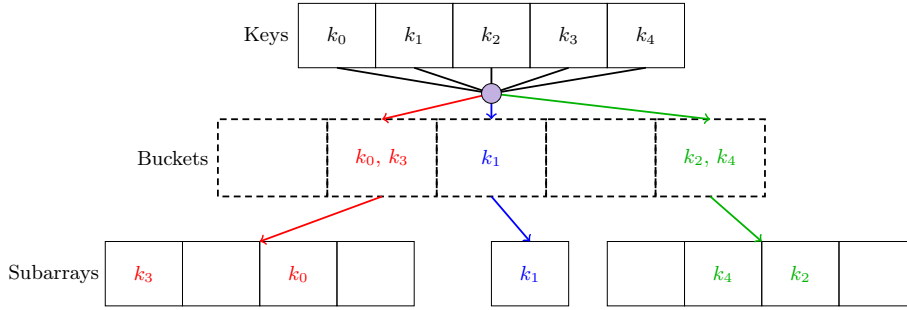 Keys k₀ k₁ k₂ k₃ k₄
Buckets k₀, k₃ k₁ k₂, k₄
Subarrays k₃ k₀ k₁ k₄ k₂